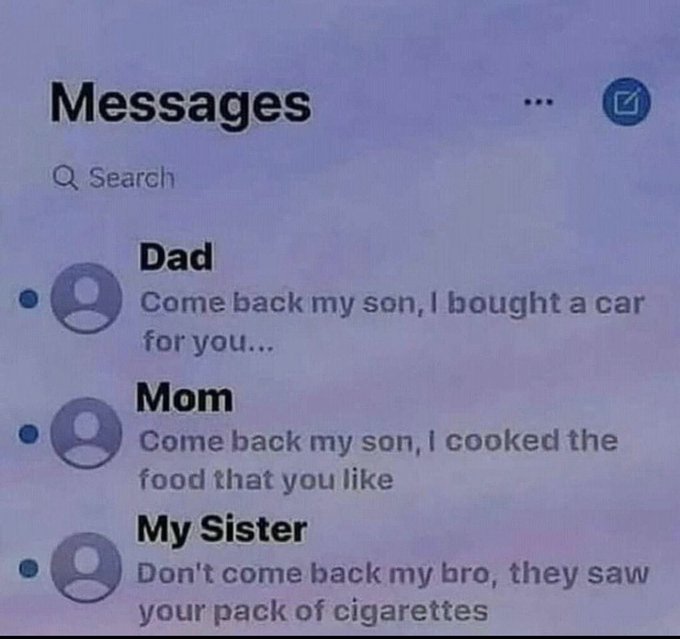 Messages
Search
Dad
Come back my son, I bought a car
for you...
Mom
Come back my son, I cooked the
food that you like
My Sister
Don't come back my bro, they saw
your pack of cigarettes